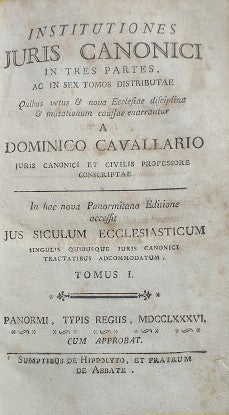 INSTITUTIONES
JURIS CANONICI
IN TRES PARTES,
AC IN SEX TOMOS DISTRIBUTAE
Quibus vetus & nova Ecclesiae disciplina
& mutationum caussae enarrantur
A
DOMINICO CAVALLARIO
JURIS CANONICI ET CIVILIS PROFESSORE
CONSCRIPTAE
In hac nova Panormitana Editione
accessit
JUS SICULUM ECCLESIASTICUM
SINGULIS QUIBUSQUE JURIS CANONICI
TRACTATIBUS ADCOMMODATUM.
TOMUS I.
PANORMI, TYPIS REGIIS, MDCCLXXXVI.
CUM APPROBAT.
SUMPTIBUS DE HIPPOLYTO, ET FRATRUM
DE ABBATE.